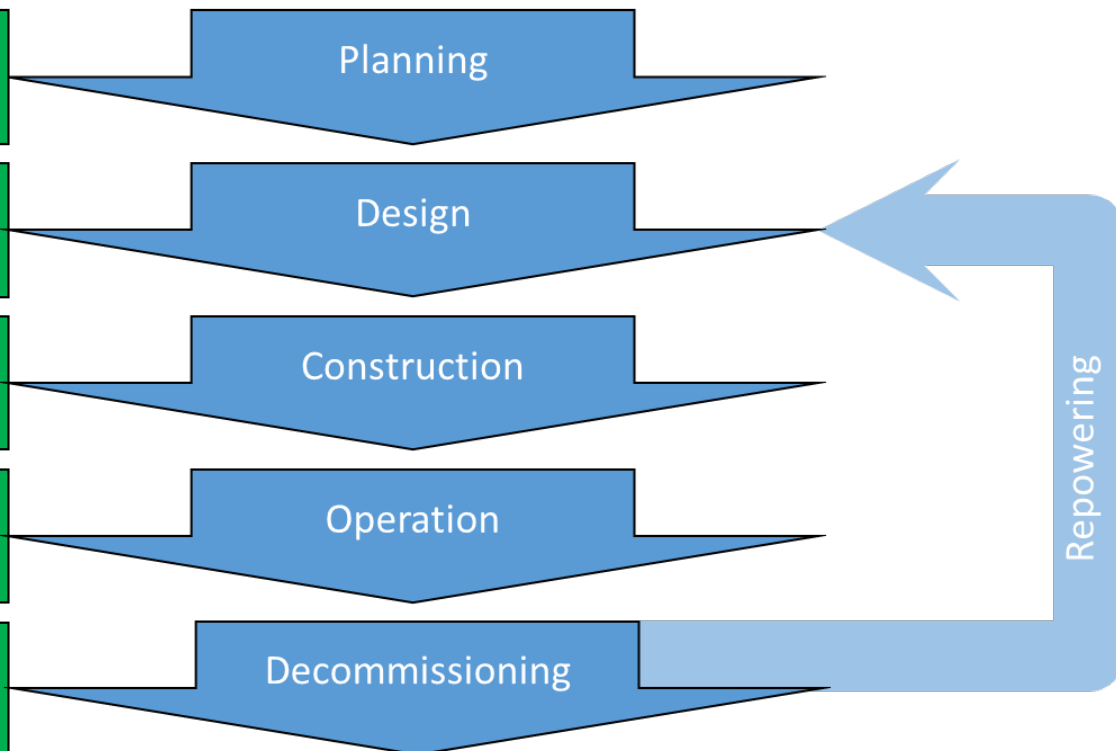 Planning
Design
Construction
Operation
Decommissioning
Repowering